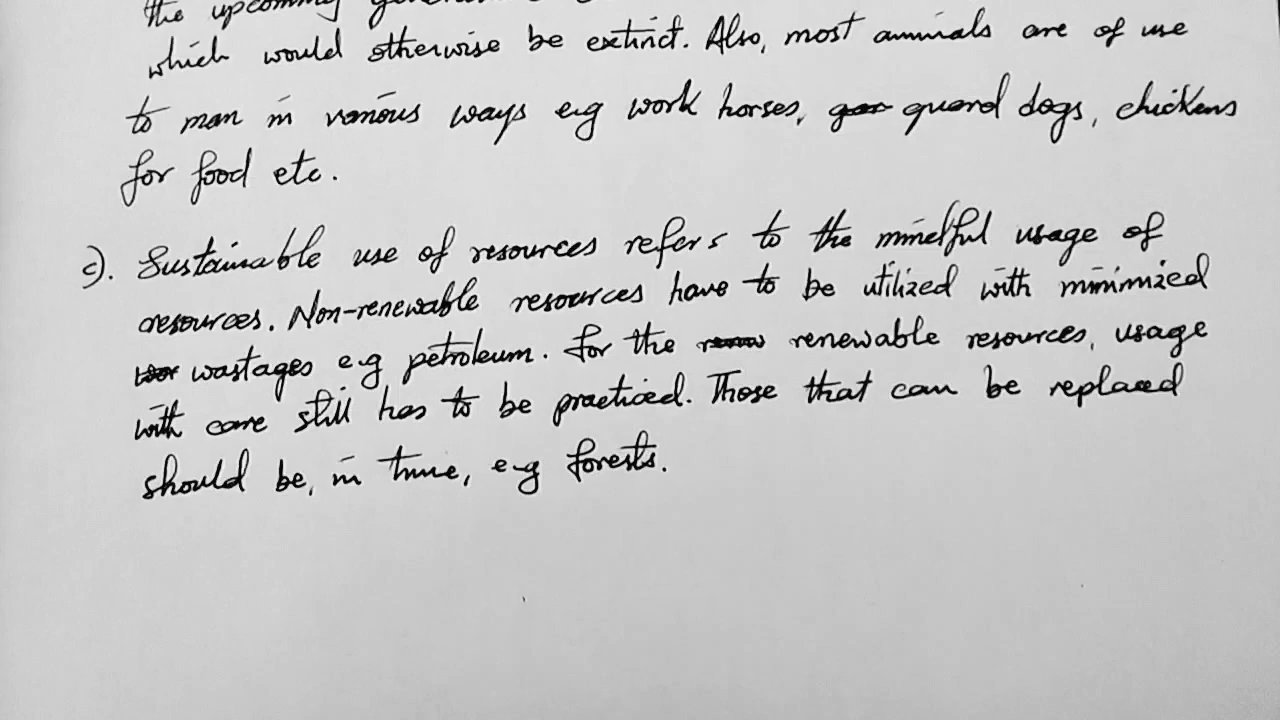 the upcoming
which would otherwise be extinct. Also, most animals are of use
to man in various ways e.g work horses, guard dogs, chickens
for food etc.
c). Sustainable use of resources refers to the mindful usage of
resources. Non-renewable resources have to be utilized with minimized
wastages e.g petroleum. For the renewable resources, usage
with care still has to be practiced. Those that can be replaced
should be, in time, e.g forests.